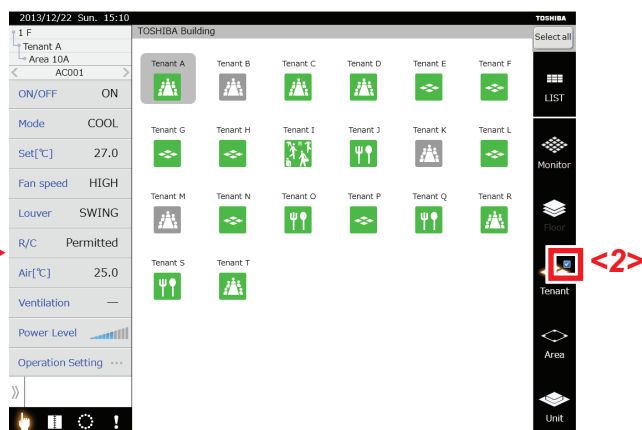 2013/12/22 Sun. 15:10
TOSHIBA
1 F
Tenant A
Area 10A
< AC001 >
TOSHIBA Building
Select all
ON/OFF ON
Mode COOL
Set[℃] 27.0
Fan speed HIGH
Louver SWING
R/C Permitted
Air[℃] 25.0
Ventilation —
Power Level
Operation Setting ···
»
Tenant A Tenant B Tenant C Tenant D Tenant E Tenant F
Tenant G Tenant H Tenant I Tenant J Tenant K Tenant L
Tenant M Tenant N Tenant O Tenant P Tenant Q Tenant R
Tenant S Tenant T
LIST
Monitor
Floor
Tenant
Area
Unit
<2>
!